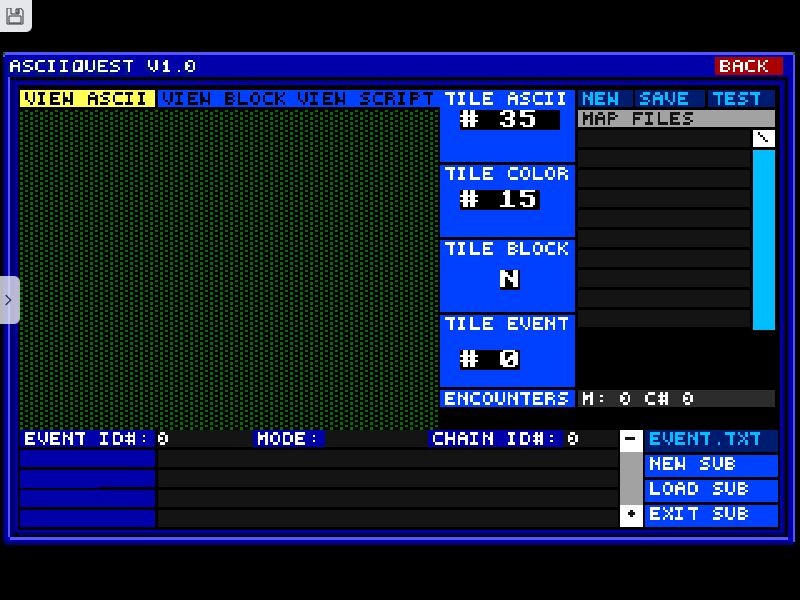 ASCIIQUEST V1.0 BACK
VIEW ASCII VIEW BLOCK VIEW SCRIPT TILE ASCII NEW SAVE TEST
# 35 MAP FILES
TILE COLOR
# 15
TILE BLOCK
N
TILE EVENT
# 0
ENCOUNTERS M: 0 C# 0
EVENT ID#: 0 MODE: CHAIN ID#: 0 - EVENT.TXT
NEW SUB
LOAD SUB
+ EXIT SUB